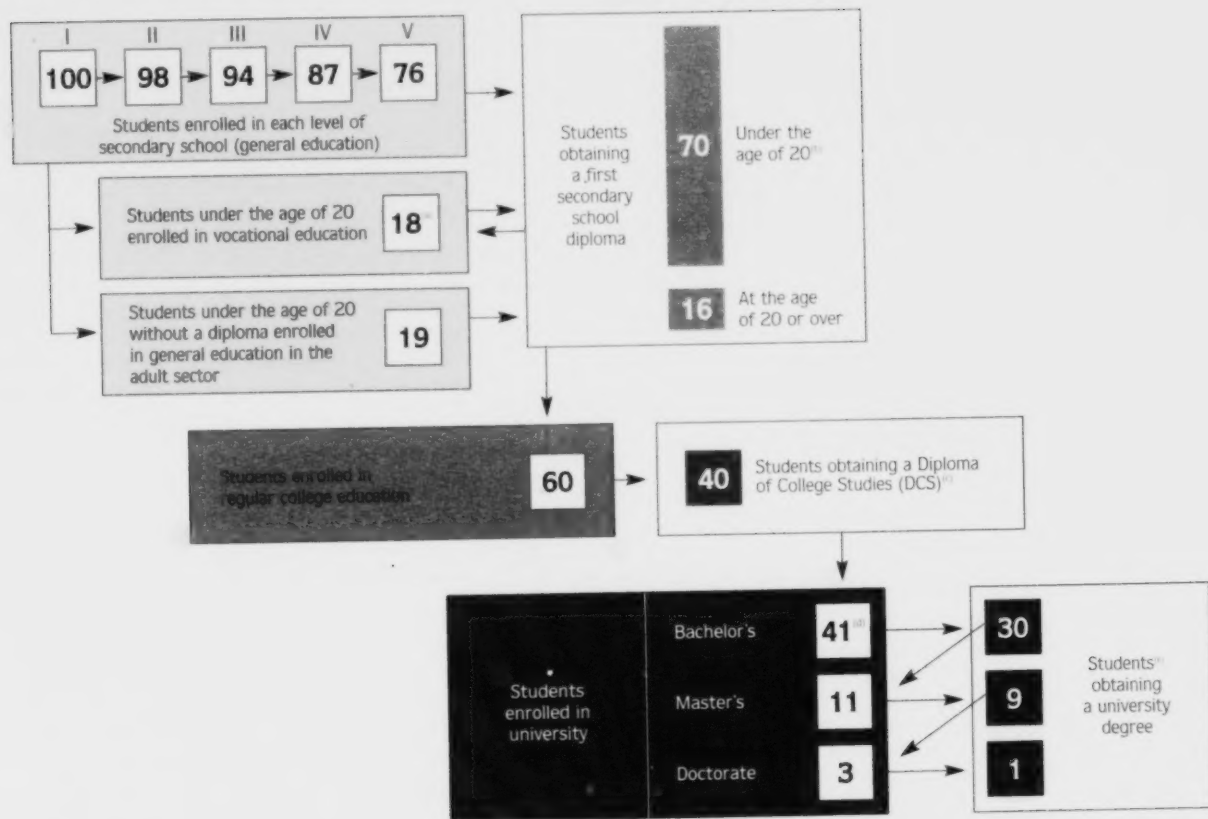 I II III IV V
100 98 94 87 76
Students enrolled in each level of
secondary school (general education)
Students under the age of 20
enrolled in vocational education
18
Students under the age of 20
without a diploma enrolled
in general education in the
adult sector
19
Students
obtaining
a first
secondary
school
diploma
70
Under the
age of 20
16
At the age
of 20 or over
Students enrolled in
regular college education
60
40
Students obtaining a Diploma
of College Studies (DCS)
Students
enrolled in
university
Bachelor's
41
30
Master's
11
9
Doctorate
3
1
Students
obtaining
a university
degree